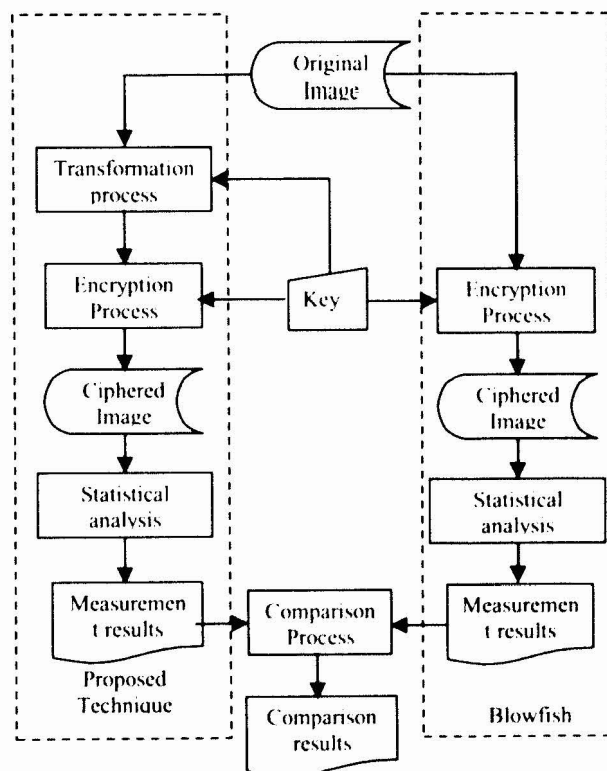 Original
Image
Transformation
process
Encryption
Process
Key
Encryption
Process
Ciphered
Image
Ciphered
Image
Statistical
analysis
Statistical
analysis
Measuremen
t results
Comparison
Process
Measuremen
t results
Proposed
Technique
Comparison
results
Blowfish